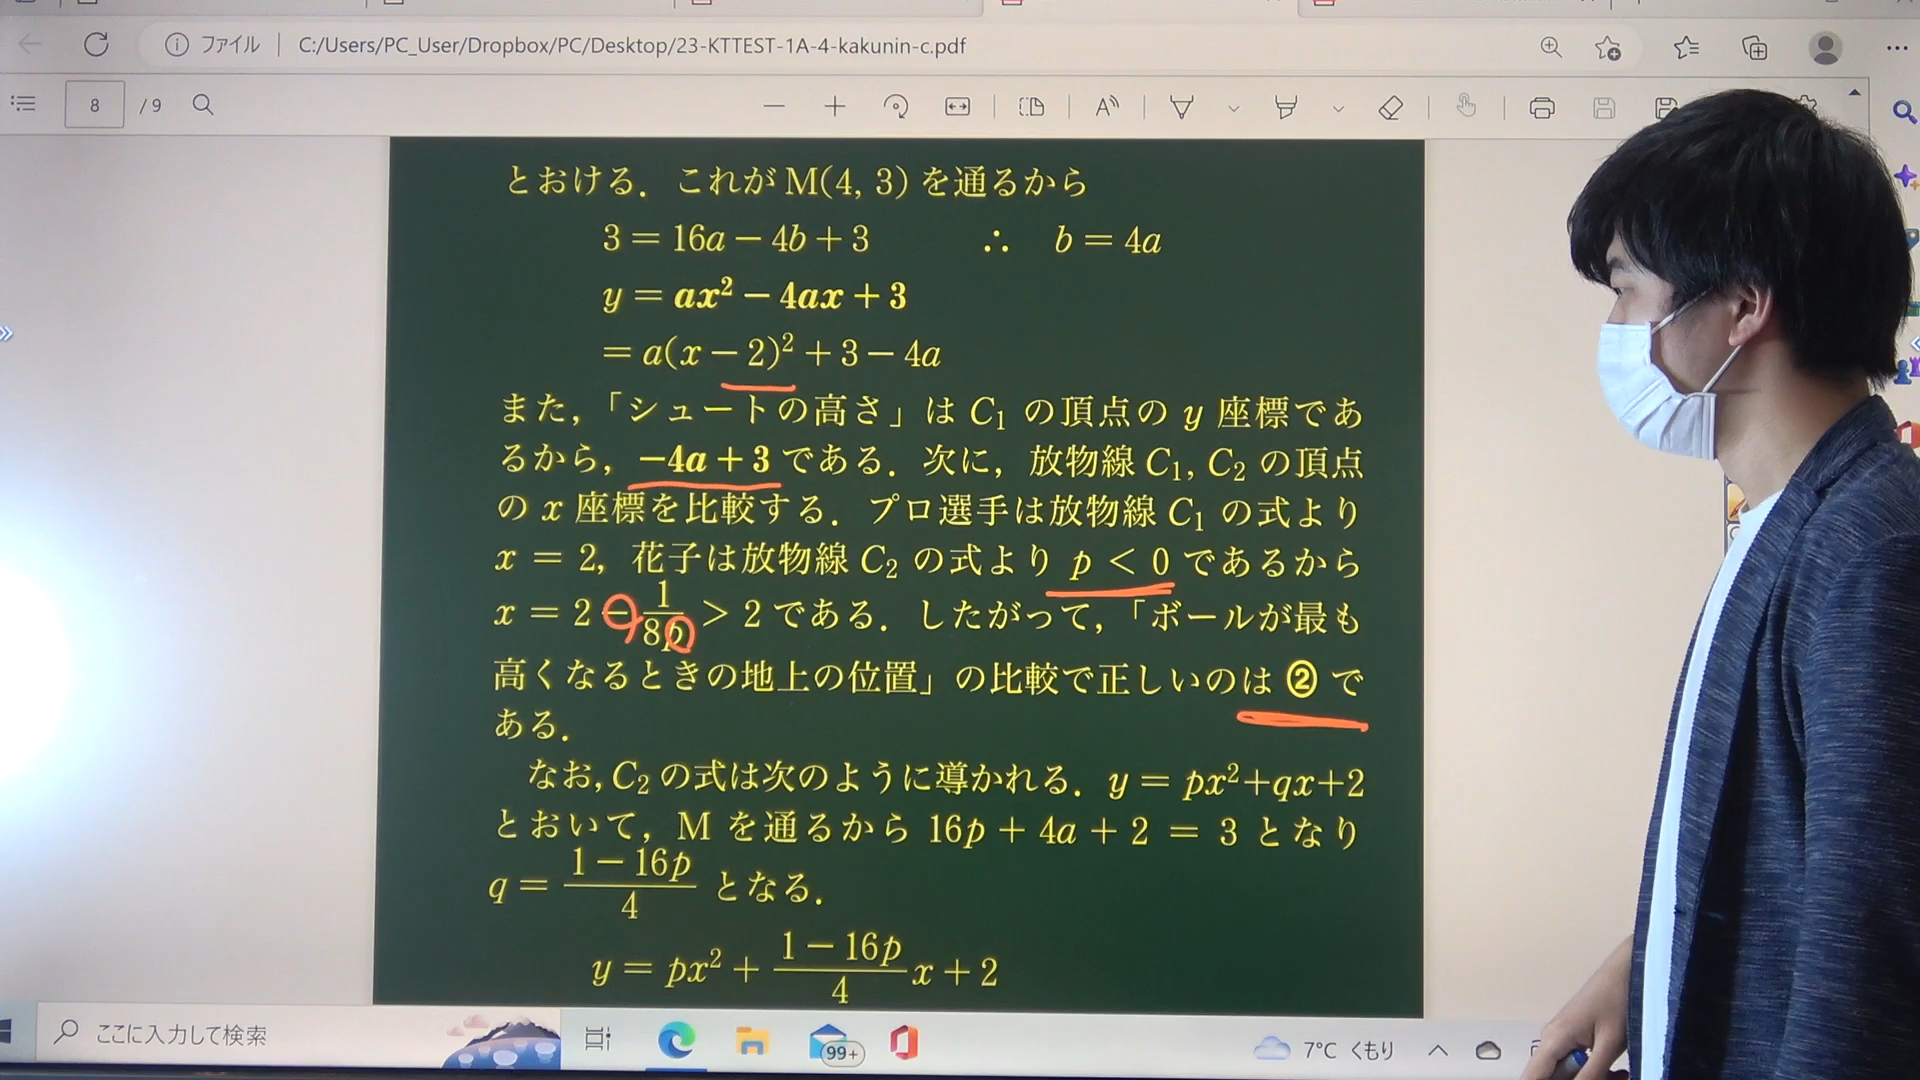 ファイル C:/Users/PC_User/Dropbox/PC/Desktop/23-KTTEST-1A-4-kakunin-c.pdf
8 / 9
とおける．これが M(4, 3) を通るから
3 = 16a − 4b + 3 ∴ b = 4a
y = ax² − 4ax + 3
= a(x − 2)² + 3 − 4a
また，「シュートの高さ」は C₁ の頂点の y 座標であ
るから，−4a + 3 である．次に，放物線 C₁, C₂ の頂点
の x 座標を比較する．プロ選手は放物線 C₁ の式より
x = 2，花子は放物線 C₂ の式より p < 0 であるから
x = 2 − 1/8p > 2 である．したがって，「ボールが最も
高くなるときの地上の位置」の比較で正しいのは ② で
ある．
なお，C₂ の式は次のように導かれる．y = px²+qx+2
とおいて，M を通るから 16p + 4a + 2 = 3 となり
q = (1 − 16p)/4 となる．
y = px² + (1 − 16p)/4 x + 2
ここに入力して検索 99+ 7°C くもり